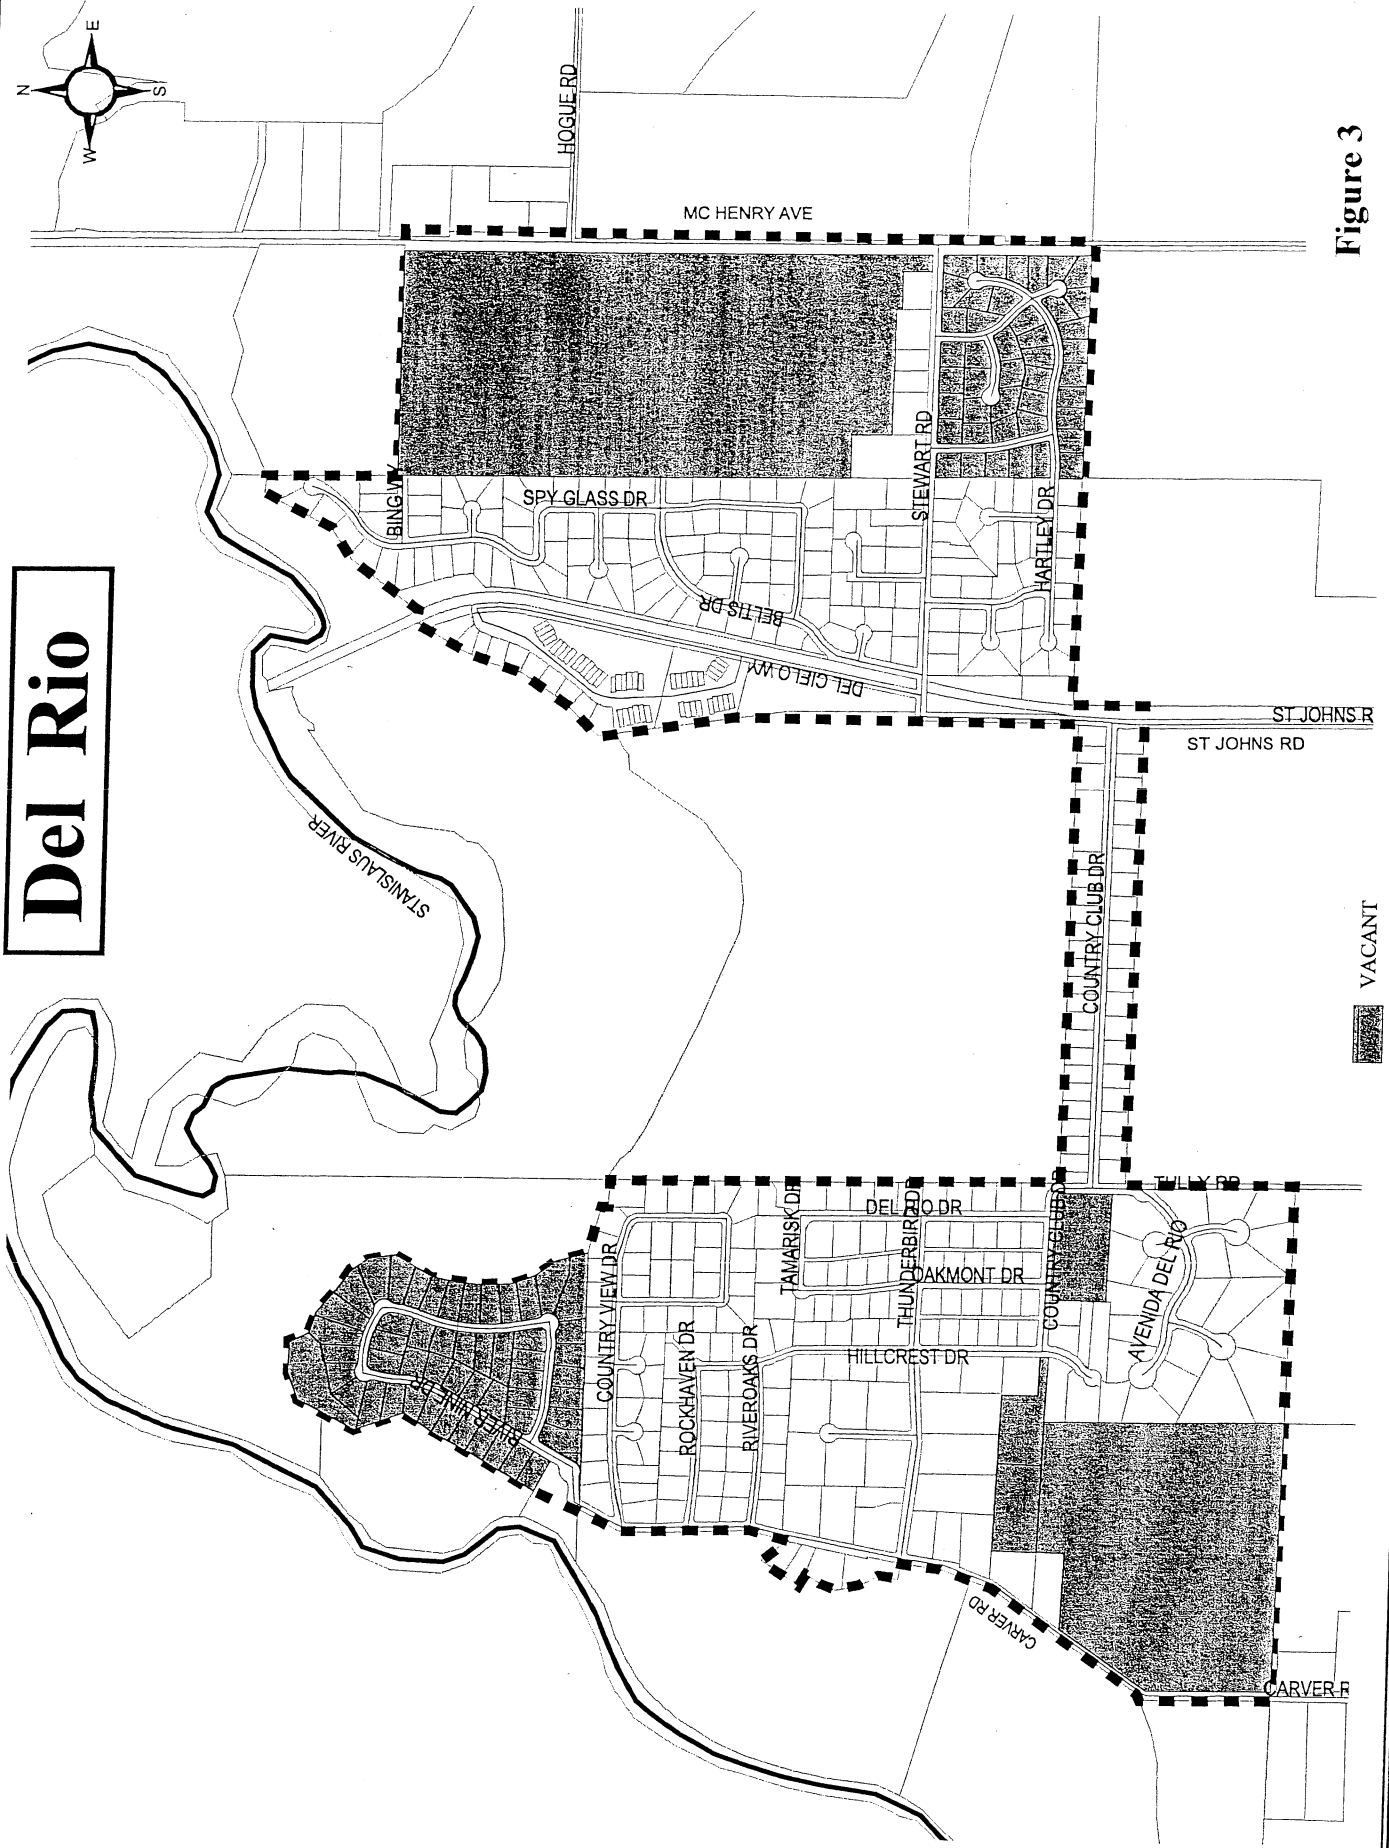 Del Rio
N
E
S
W
HOGUE RD
MC HENRY AVE
Figure 3
STANISLAUS RIVER
BING WY
SPY GLASS DR
BELTIS DR
DEL CIELO WY
STEWART RD
HARTLEY DR
ST JOHNS R
ST JOHNS RD
COUNTRY CLUB DR
TULLY RD
COUNTRY CLUB DR
TAMARISK DR
DEL RIO DR
THUNDERBIRD DR
OAKMONT DR
AVENIDA DEL RIO
COUNTRY VIEW DR
ROCKHAVEN DR
RIVEROAKS DR
HILLCREST DR
RIVER NINE DR
CARVER RD
CARVER R
VACANT